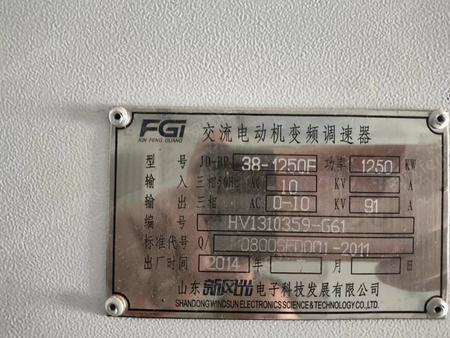 FGI 交流电动机变频调速器
XIN FENG GUANG
型号 JD-BP 38-1250F 功率 1250 KW
输入 三相50Hz AC 10 KV A
输出 三相 AC 0-10 KV 91 A
编号 HV1310359-G61
标准代号 Q/ -2011
出厂时间 2014 年 月 日
山东新风光电子科技发展有限公司
SHANDONG WINDSUN ELECTRONICS SCIENCE & TECHNOLOGY CO.,LTD.